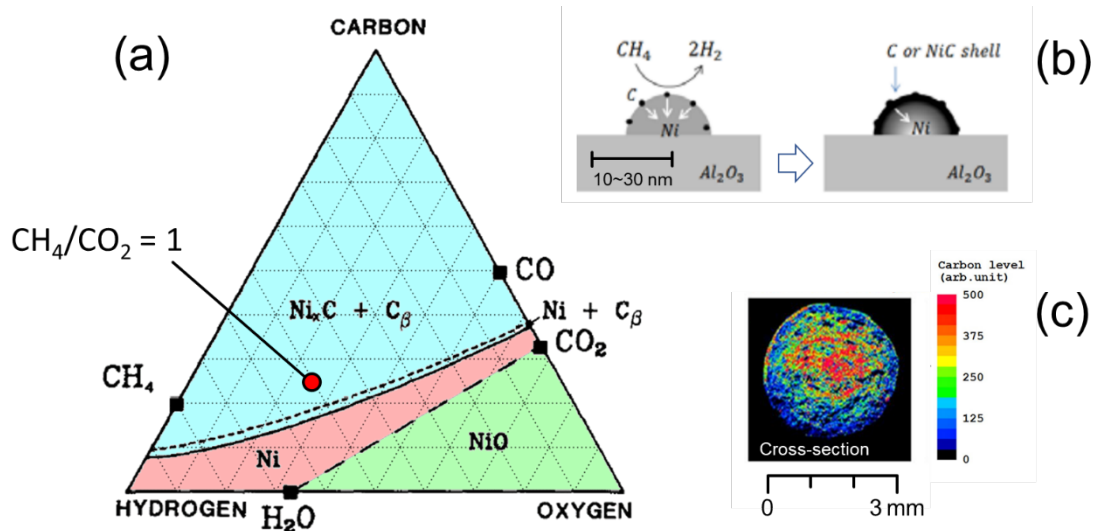 (a)
CARBON
CH₄/CO₂ = 1
CO
NiₓC + Cᵦ
Ni + Cᵦ
CO₂
CH₄
Ni
NiO
HYDROGEN
H₂O
OXYGEN
(b)
CH₄
2H₂
C
Ni
10~30 nm
Al₂O₃
C or NiC shell
Ni
Al₂O₃
(c)
Carbon level
(arb.unit)
500
375
250
125
0
Cross-section
0
3 mm